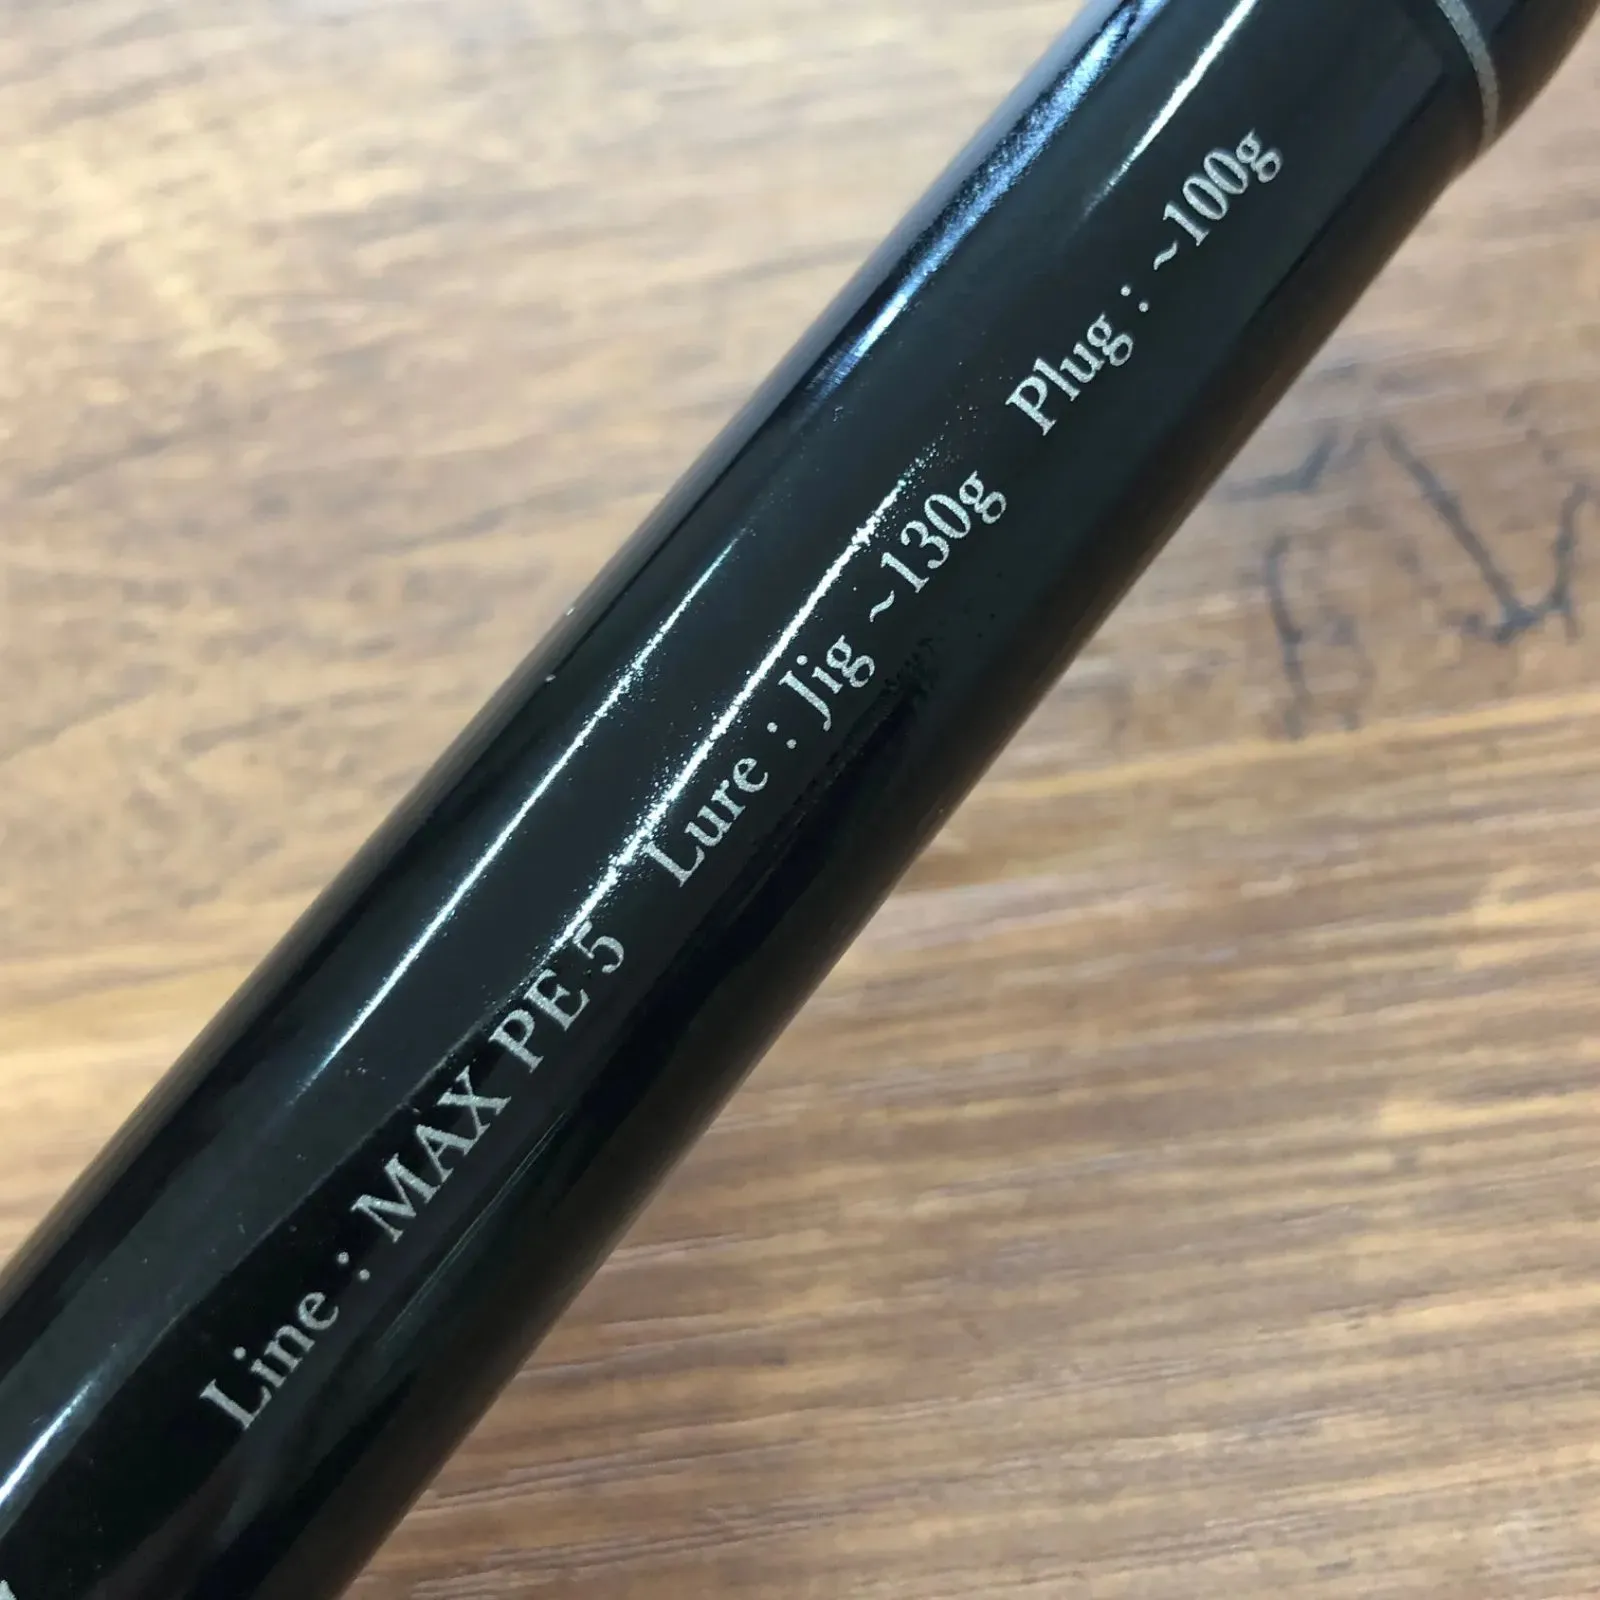 Line : MAX PE 5 Lure : Jig ~130g Plug : ~100g